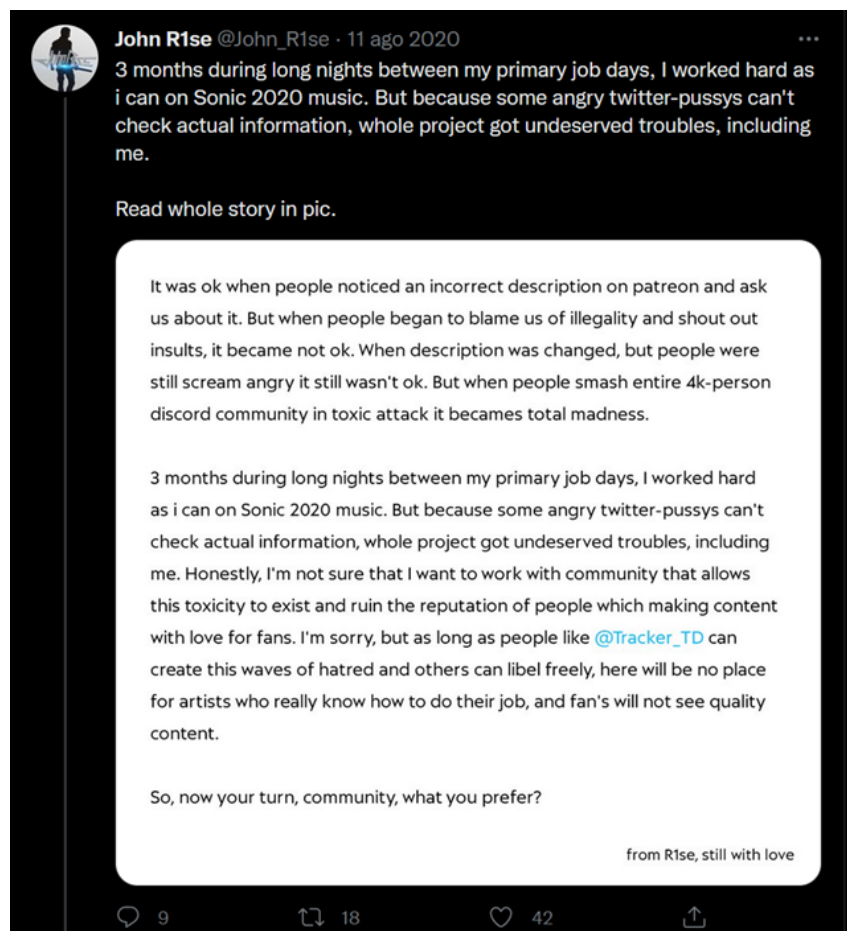 John R1se @John_R1se · 11 ago 2020
3 months during long nights between my primary job days, I worked hard as
i can on Sonic 2020 music. But because some angry twitter-pussys can't
check actual information, whole project got undeserved troubles, including
me.
Read whole story in pic.
It was ok when people noticed an incorrect description on patreon and ask
us about it. But when people began to blame us of illegality and shout out
insults, it became not ok. When description was changed, but people were
still scream angry it still wasn't ok. But when people smash entire 4k-person
discord community in toxic attack it becames total madness.
3 months during long nights between my primary job days, I worked hard
as i can on Sonic 2020 music. But because some angry twitter-pussys can't
check actual information, whole project got undeserved troubles, including
me. Honestly, I'm not sure that I want to work with community that allows
this toxicity to exist and ruin the reputation of people which making content
with love for fans. I'm sorry, but as long as people like @Tracker_TD can
create this waves of hatred and others can libel freely, here will be no place
for artists who really know how to do their job, and fan's will not see quality
content.
So, now your turn, community, what you prefer?
from R1se, still with love
9 18 42